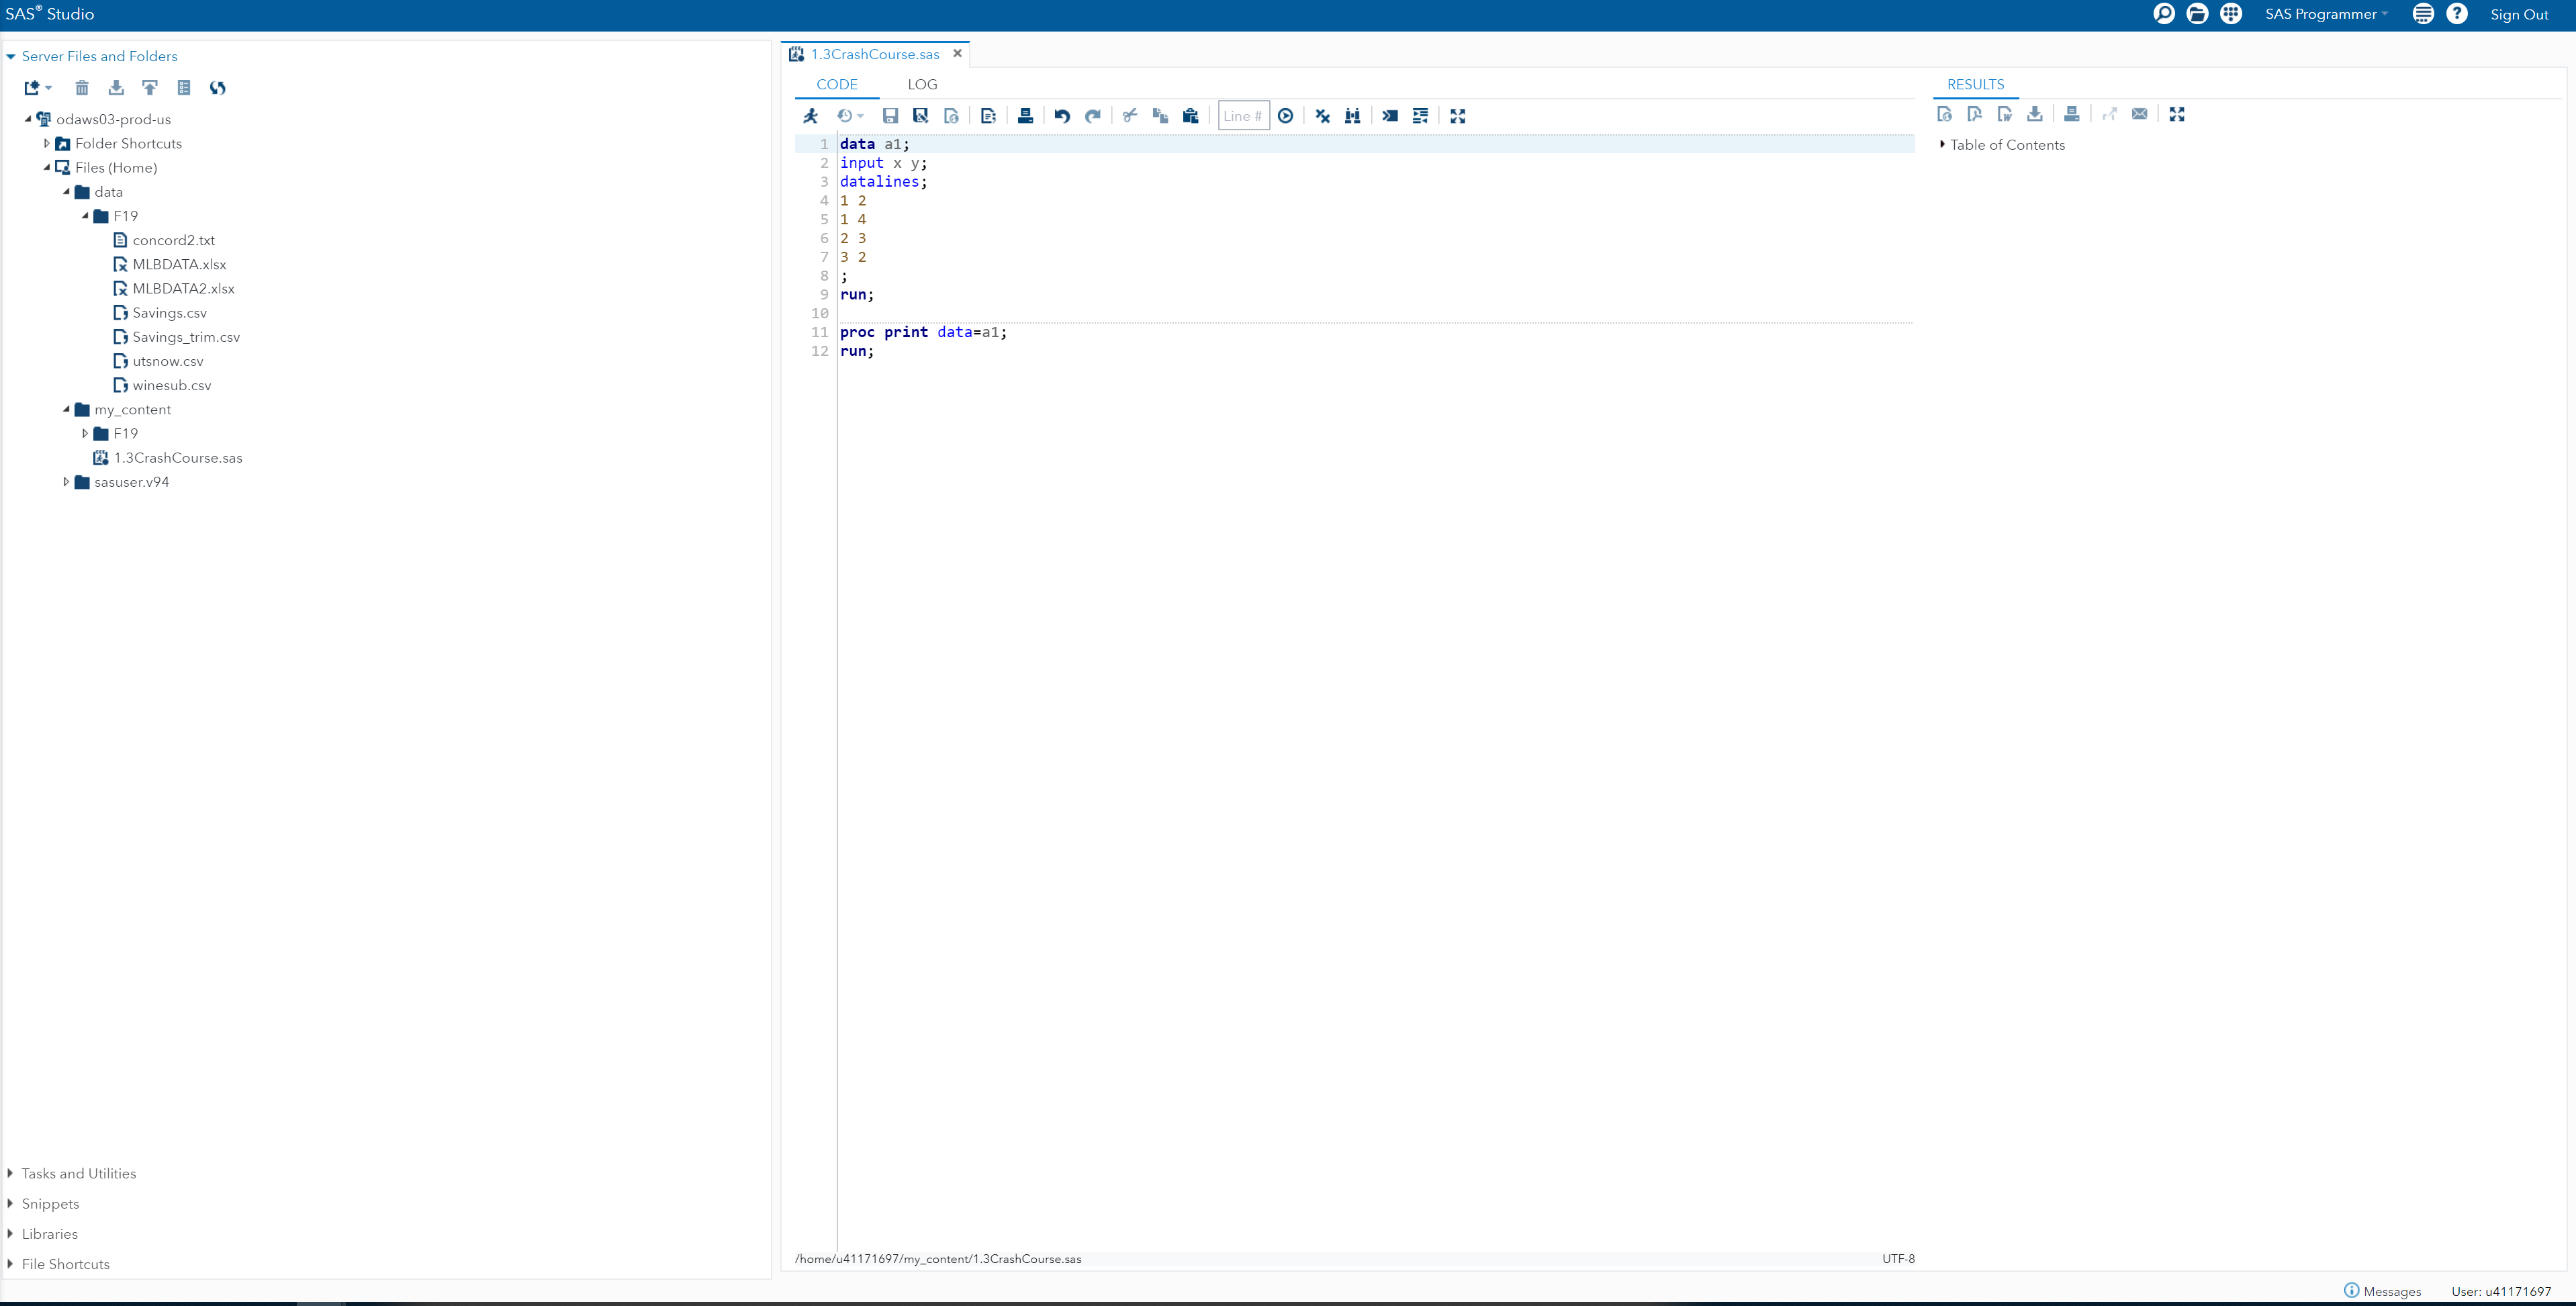 SAS® Studio
SAS Programmer
Sign Out
Server Files and Folders
odaws03-prod-us
Folder Shortcuts
Files (Home)
data
F19
concord2.txt
MLBDATA.xlsx
MLBDATA2.xlsx
Savings.csv
Savings_trim.csv
utsnow.csv
winesub.csv
my_content
F19
1.3CrashCourse.sas
sasuser.v94
Tasks and Utilities
Snippets
Libraries
File Shortcuts
1.3CrashCourse.sas
CODE LOG
Line #
1 data a1;
2 input x y;
3 datalines;
4 1 2
5 1 4
6 2 3
7 3 2
8 ;
9 run;
10
11 proc print data=a1;
12 run;
/home/u41171697/my_content/1.3CrashCourse.sas
UTF-8
RESULTS
Table of Contents
Messages
User: u41171697